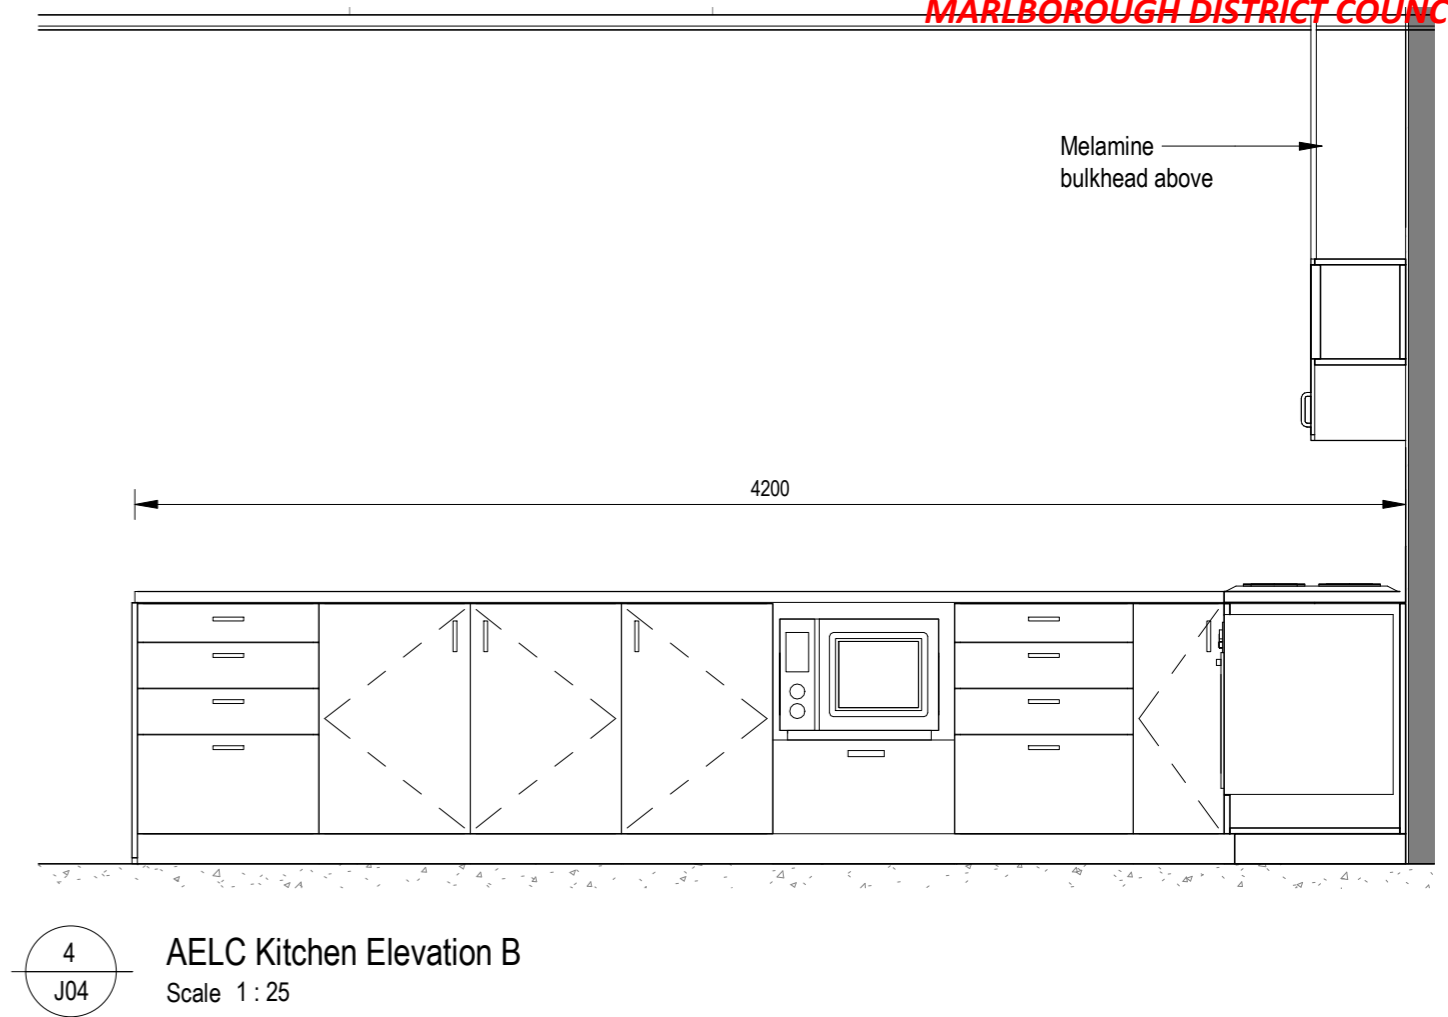 MARLBOROUGH DISTRICT COUNC
Melamine
bulkhead above
4200
4
J04
AELC Kitchen Elevation B
Scale 1 : 25